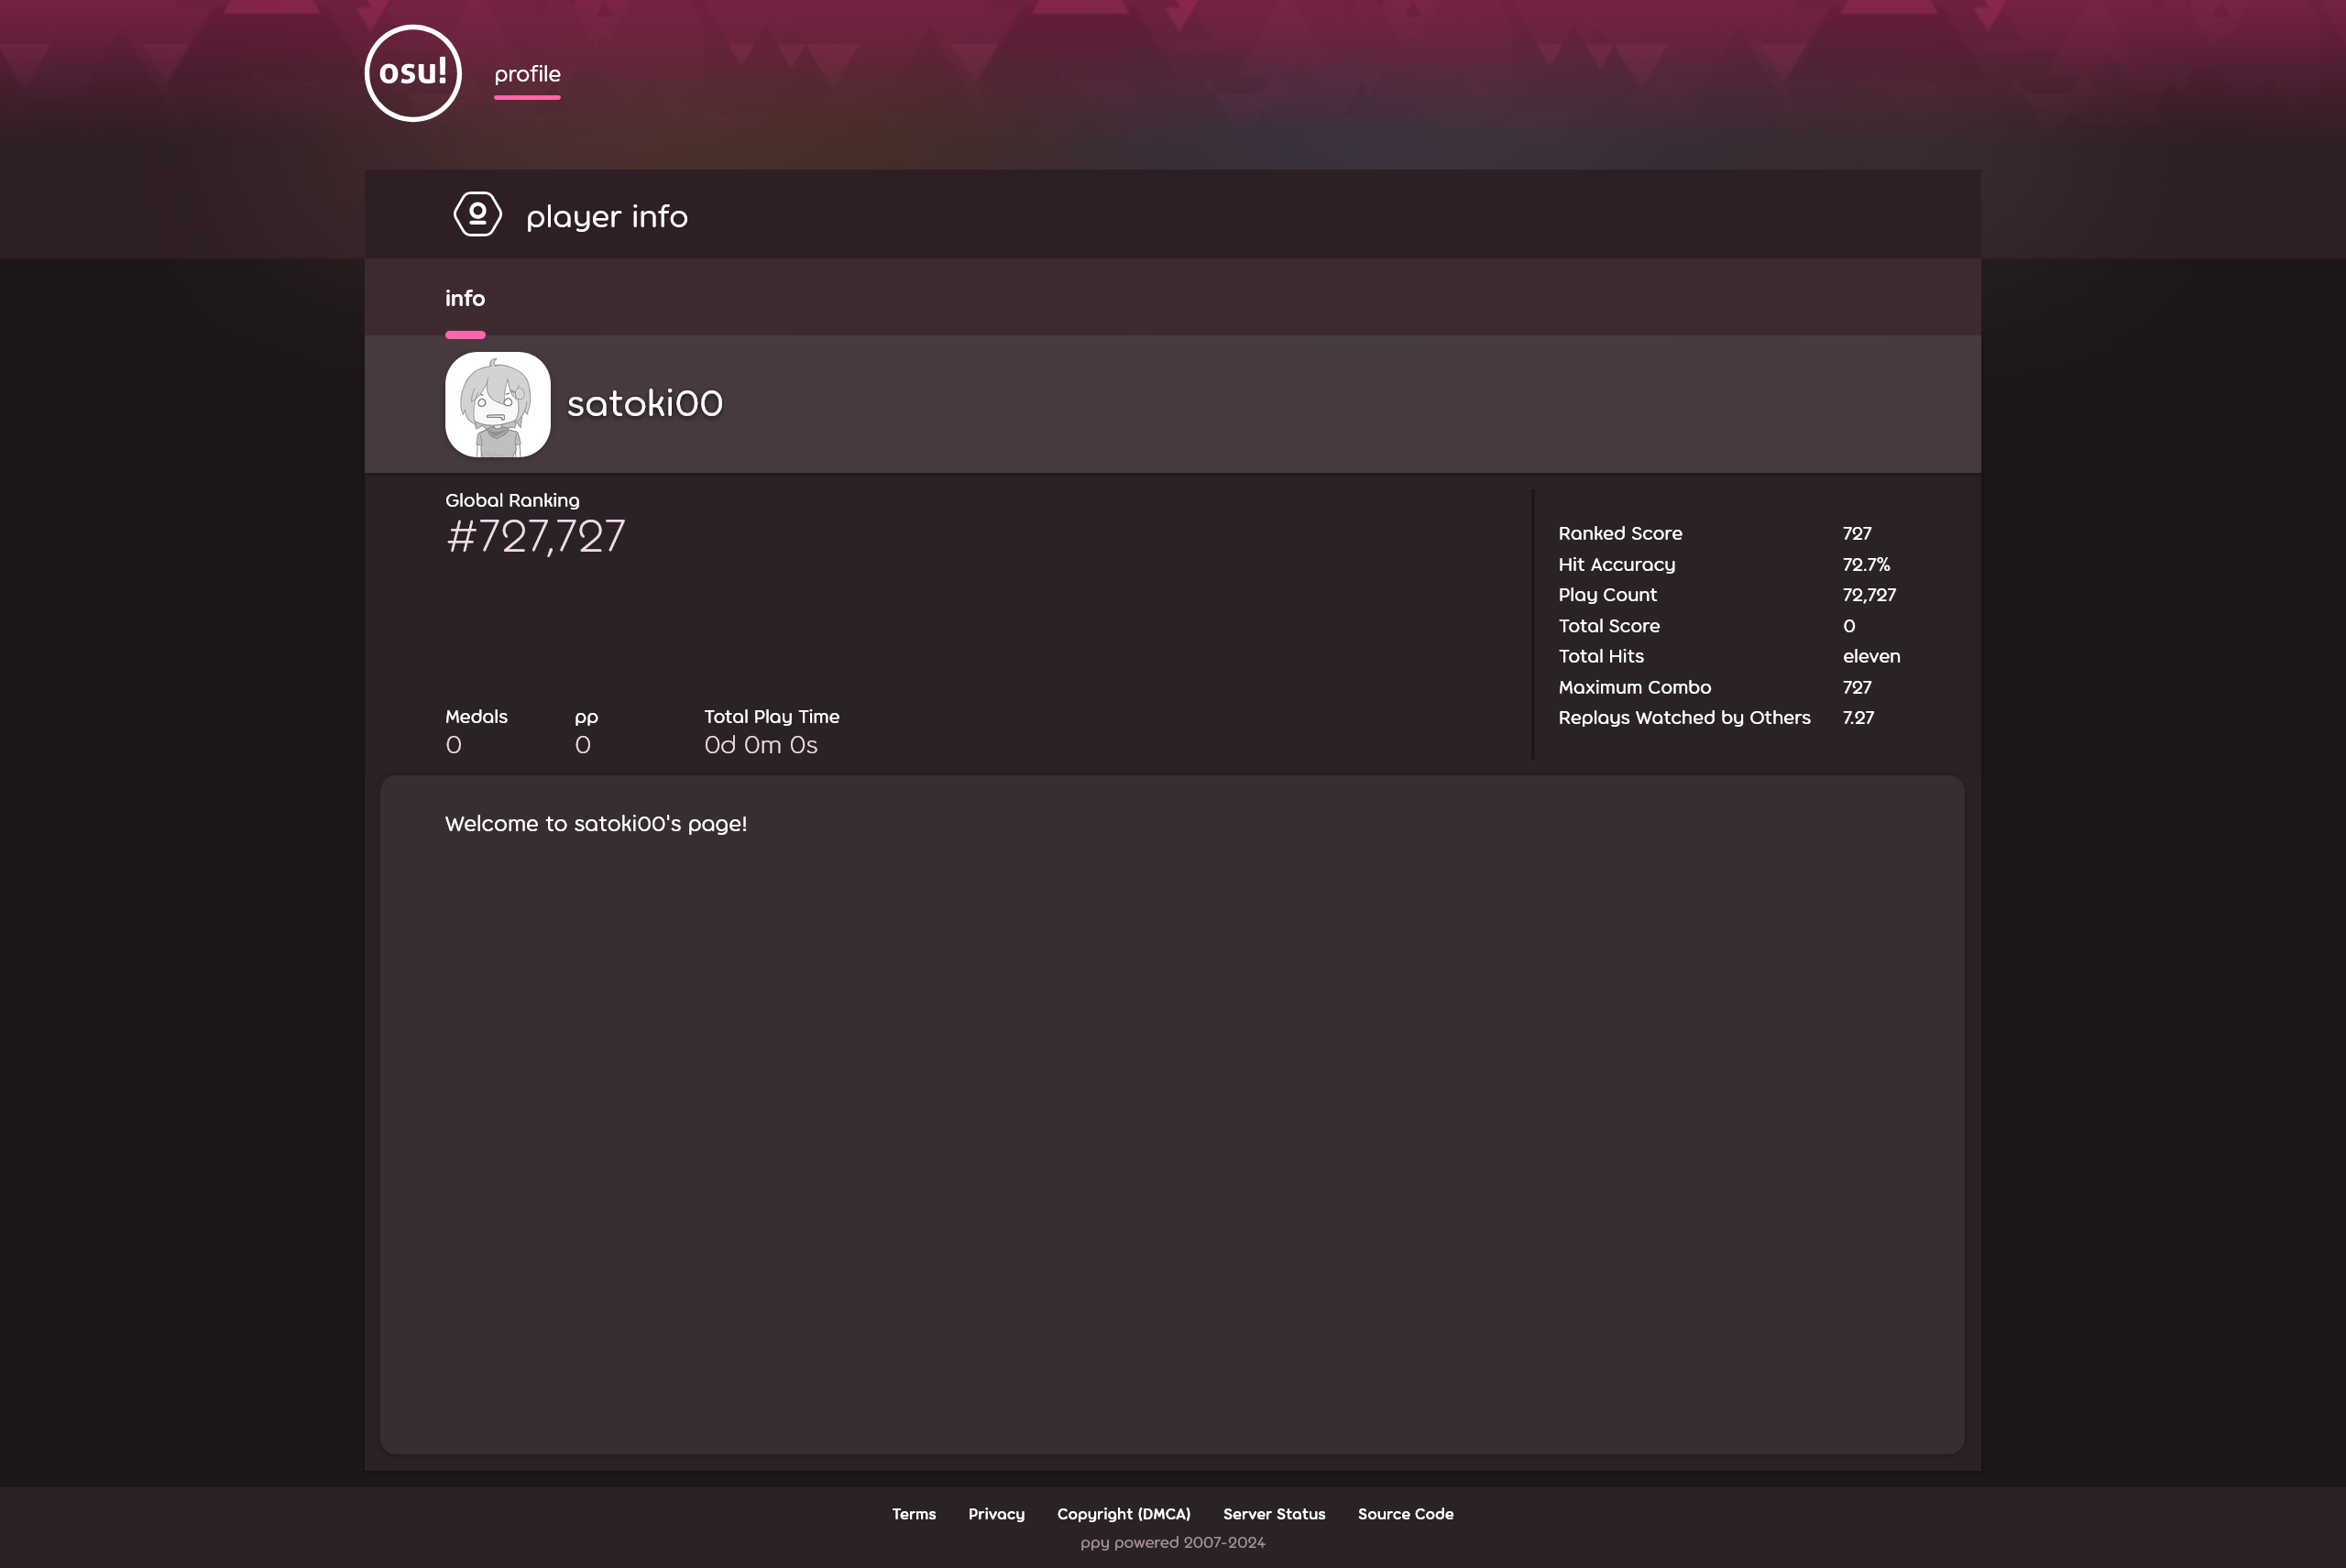 osu!
profile
player info
info
satoki00
Global Ranking
#727,727
Ranked Score 727
Hit Accuracy 72.7%
Play Count 72,727
Total Score 0
Total Hits eleven
Maximum Combo 727
Replays Watched by Others 7.27
Medals pp Total Play Time
0 0 0d 0m 0s
Welcome to satoki00's page!
Terms Privacy Copyright (DMCA) Server Status Source Code
ppy powered 2007-2024